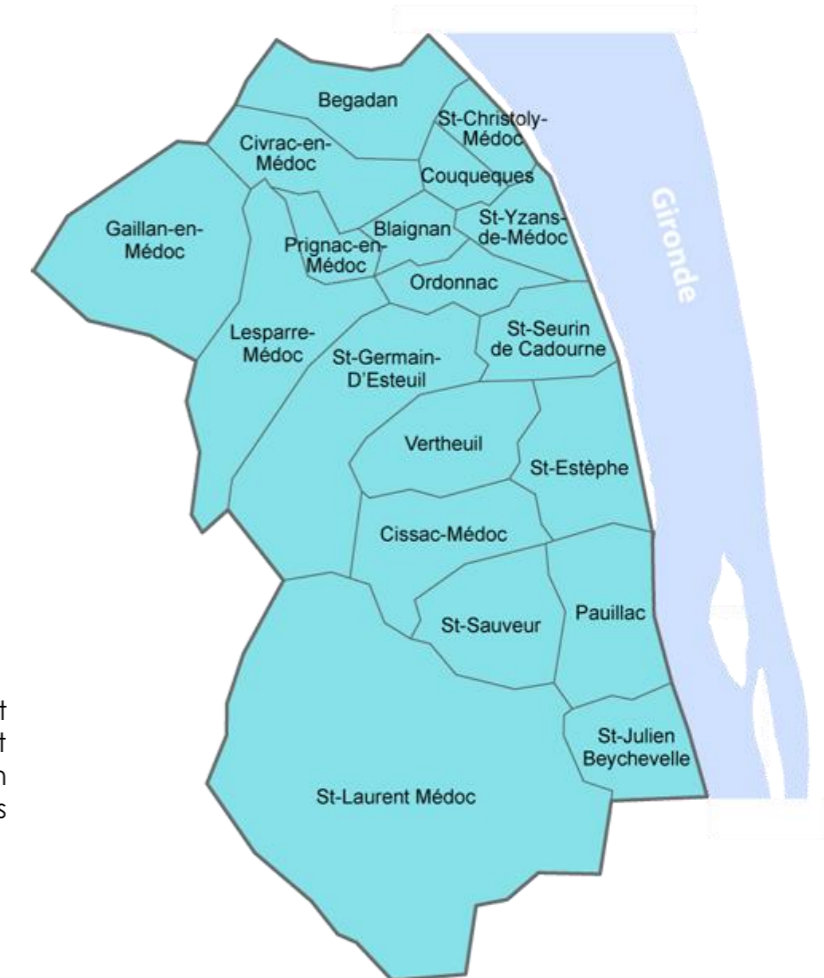 Begadan
St-Christoly-
Médoc
Civrac-en-
Médoc
Couqueques
Gaillan-en-
Médoc
Prignac-en-
Médoc
Blaignan
St-Yzans-
de-Médoc
Gironde
Ordonnac
Lesparre-
Médoc
St-Germain-
D'Esteuil
St-Seurin
de Cadourne
Vertheuil
St-Estèphe
Cissac-Médoc
St-Sauveur
Pauillac
t
t
n
s
St-Julien
Beychevelle
St-Laurent Médoc